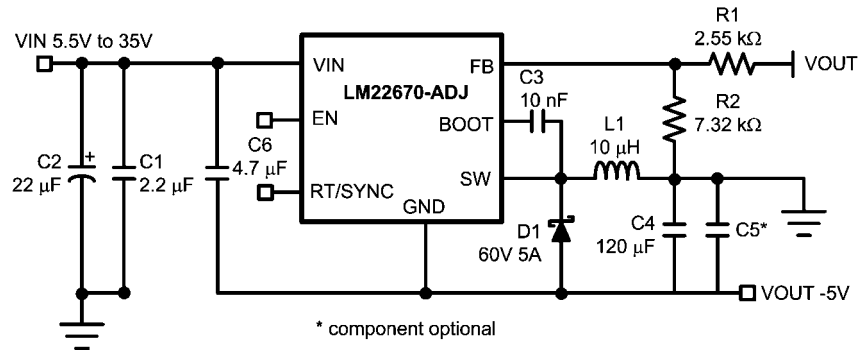 VIN 5.5V to 35V
C2
22 µF
+
C1
2.2 µF
C6
4.7 µF
VIN
LM22670-ADJ
EN
RT/SYNC
GND
FB
BOOT
SW
C3
10 nF
L1
10 µH
D1
60V 5A
R1
2.55 kΩ
VOUT
R2
7.32 kΩ
C4
120 µF
C5*
VOUT -5V
* component optional